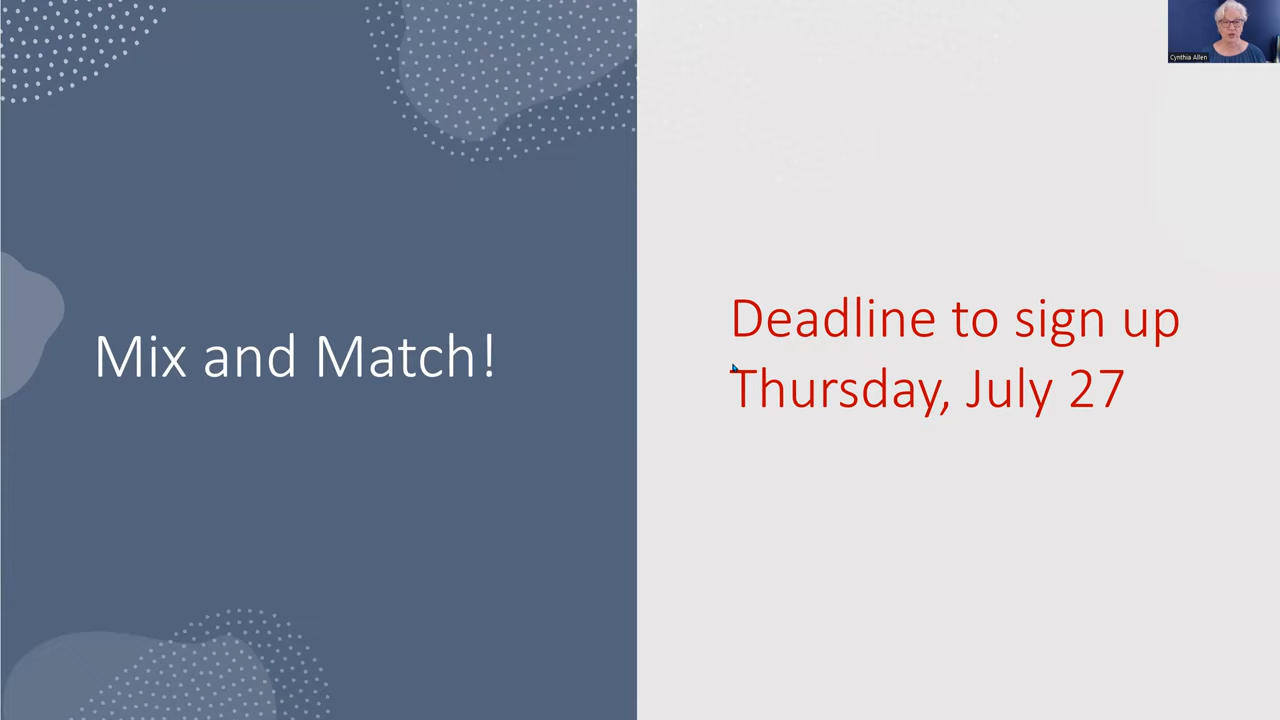 Mix and Match!
Deadline to sign up
Thursday, July 27
Cynthia Allen